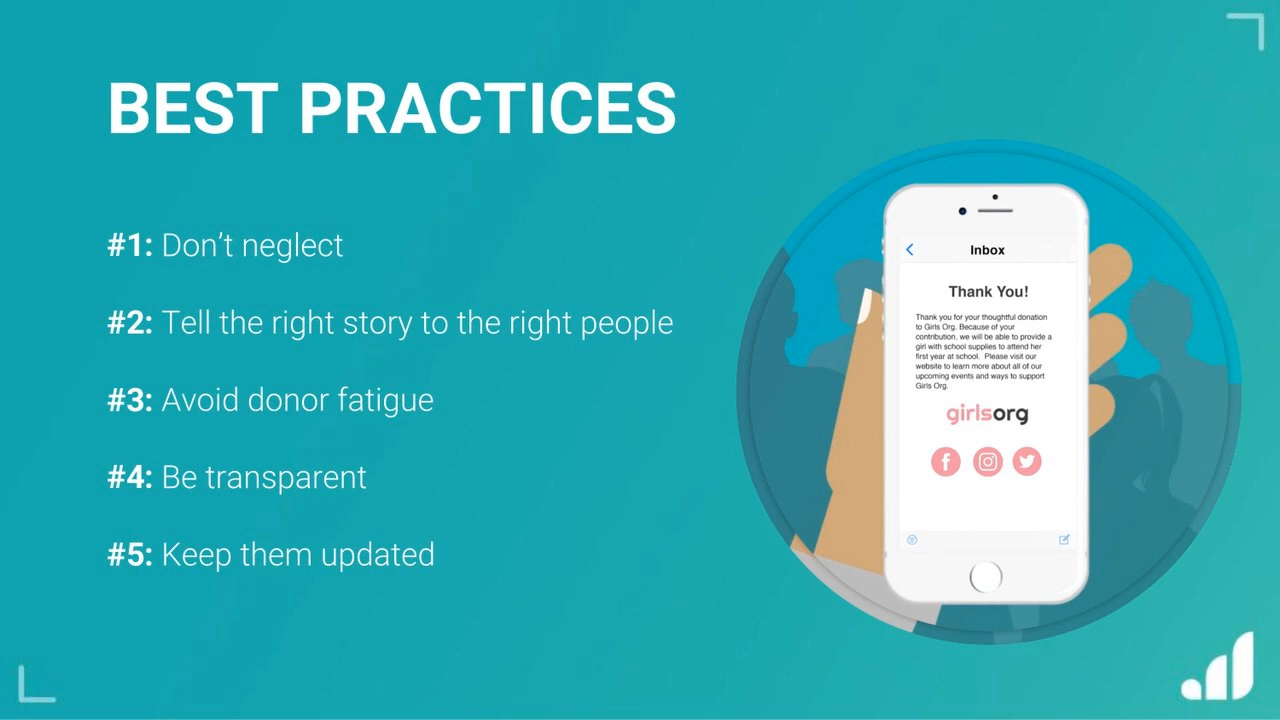 BEST PRACTICES
#1: Don't neglect
#2: Tell the right story to the right people
#3: Avoid donor fatigue
#4: Be transparent
#5: Keep them updated
Inbox
Thank You!
Thank you for your thoughtful donation
to Girls Org. Because of your
contribution, we will be able to provide a
girl with school supplies to attend her
first year at school. Please visit our
website to learn more about all of our
upcoming events and ways to support
Girls Org.
girlsorg